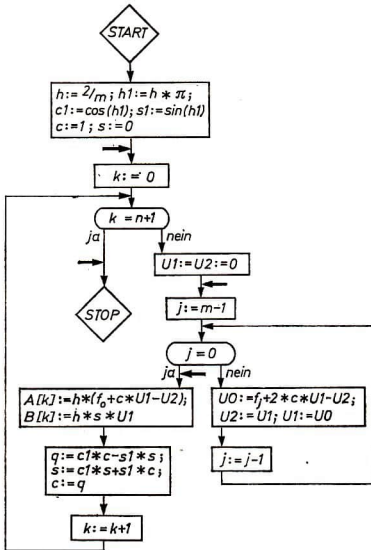 START
h:= 2/m; h1:= h * π;
c1:=cos(h1); s1:=sin(h1)
c:=1; s:=0
k:= 0
k = n+1
ja
nein
U1:= U2:=0
STOP
j:= m-1
j = 0
ja
nein
A[k]:=h*(f₀+c*U1-U2);
B[k]:=h*s*U1
U0:=fⱼ+2*c*U1-U2;
U2:=U1; U1:=U0
q:=c1*c-s1*s;
s:=c1*s+s1*c;
c:=q
j:=j-1
k:=k+1